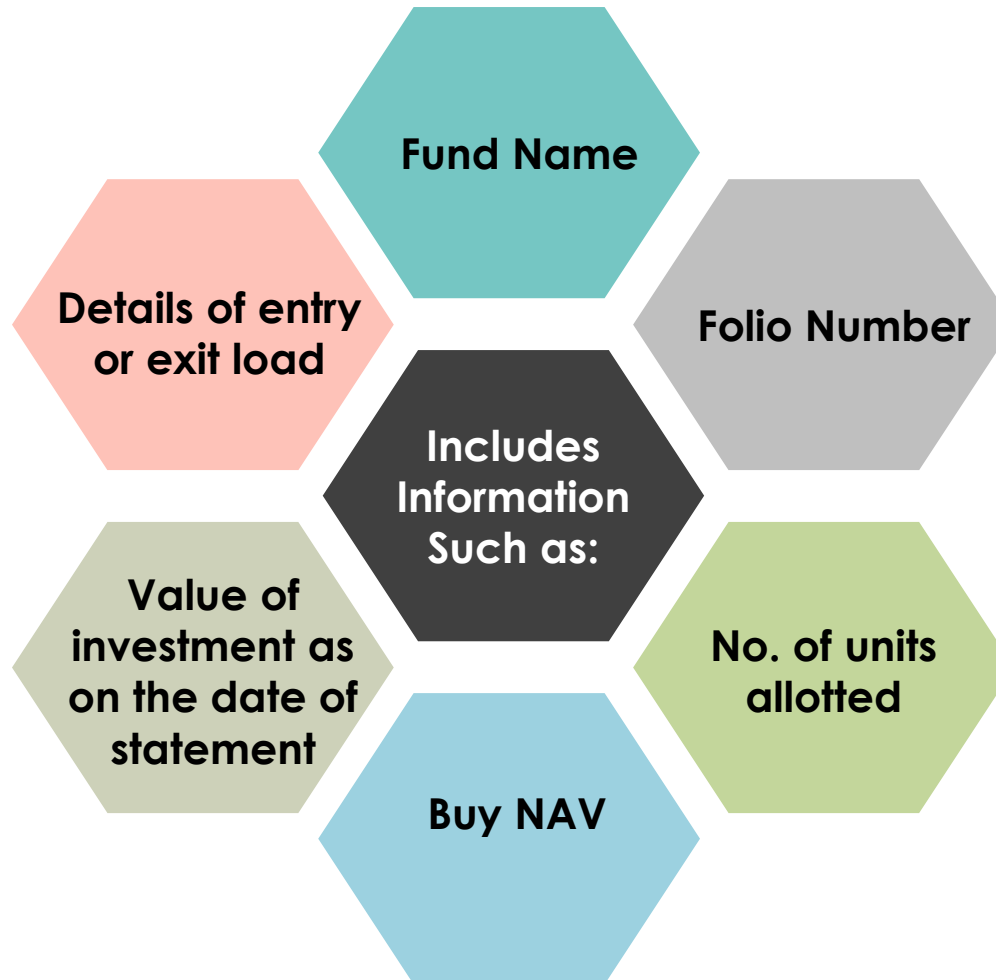 Fund Name
Details of entry
or exit load
Folio Number
Includes
Information
Such as:
Value of
investment as
on the date of
statement
No. of units
allotted
Buy NAV